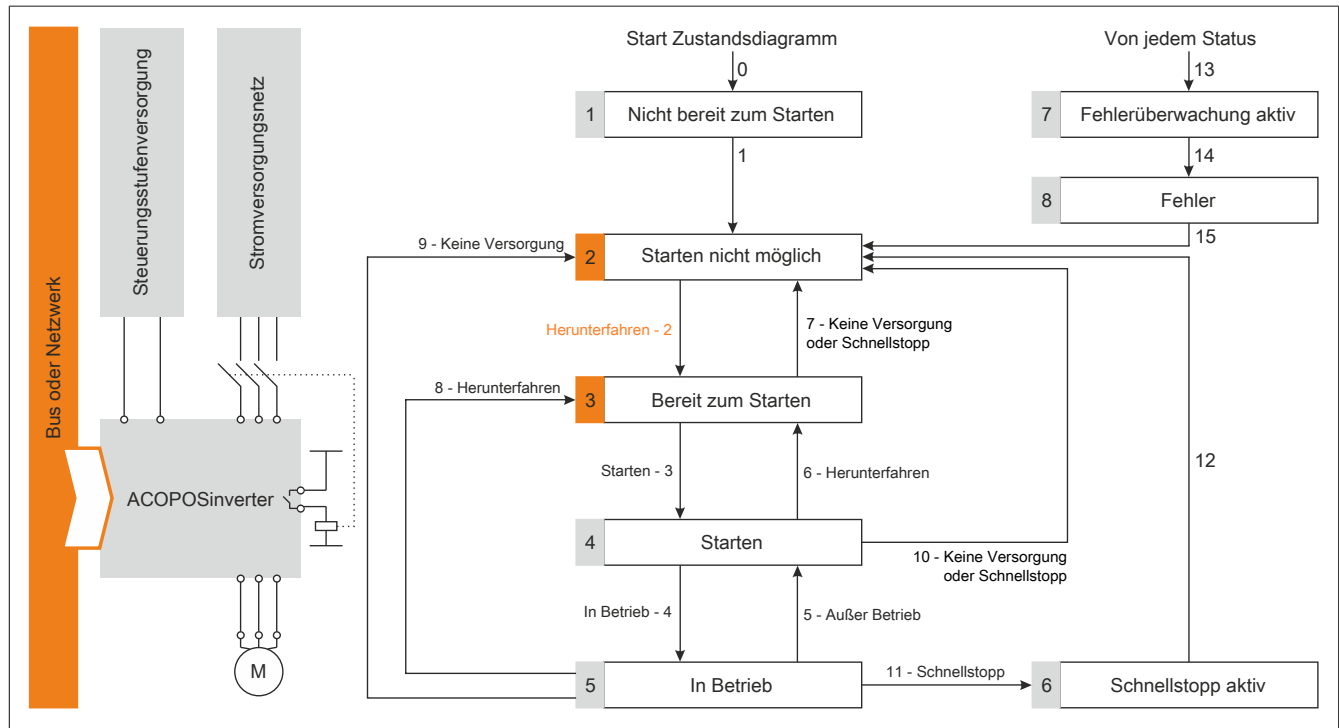 Bus oder Netzwerk
Steuerungsstufenversorgung
Stromversorgungsnetz
ACOPOSinverter
M
Start Zustandsdiagramm
0
1
Nicht bereit zum Starten
1
9 - Keine Versorgung
2
Starten nicht möglich
Herunterfahren - 2
7 - Keine Versorgung
oder Schnellstopp
8 - Herunterfahren
3
Bereit zum Starten
Starten - 3
6 - Herunterfahren
4
Starten
10 - Keine Versorgung
oder Schnellstopp
In Betrieb - 4
5 - Außer Betrieb
5
In Betrieb
11 - Schnellstopp
6
Schnellstopp aktiv
12
Von jedem Status
13
7
Fehlerüberwachung aktiv
14
8
Fehler
15